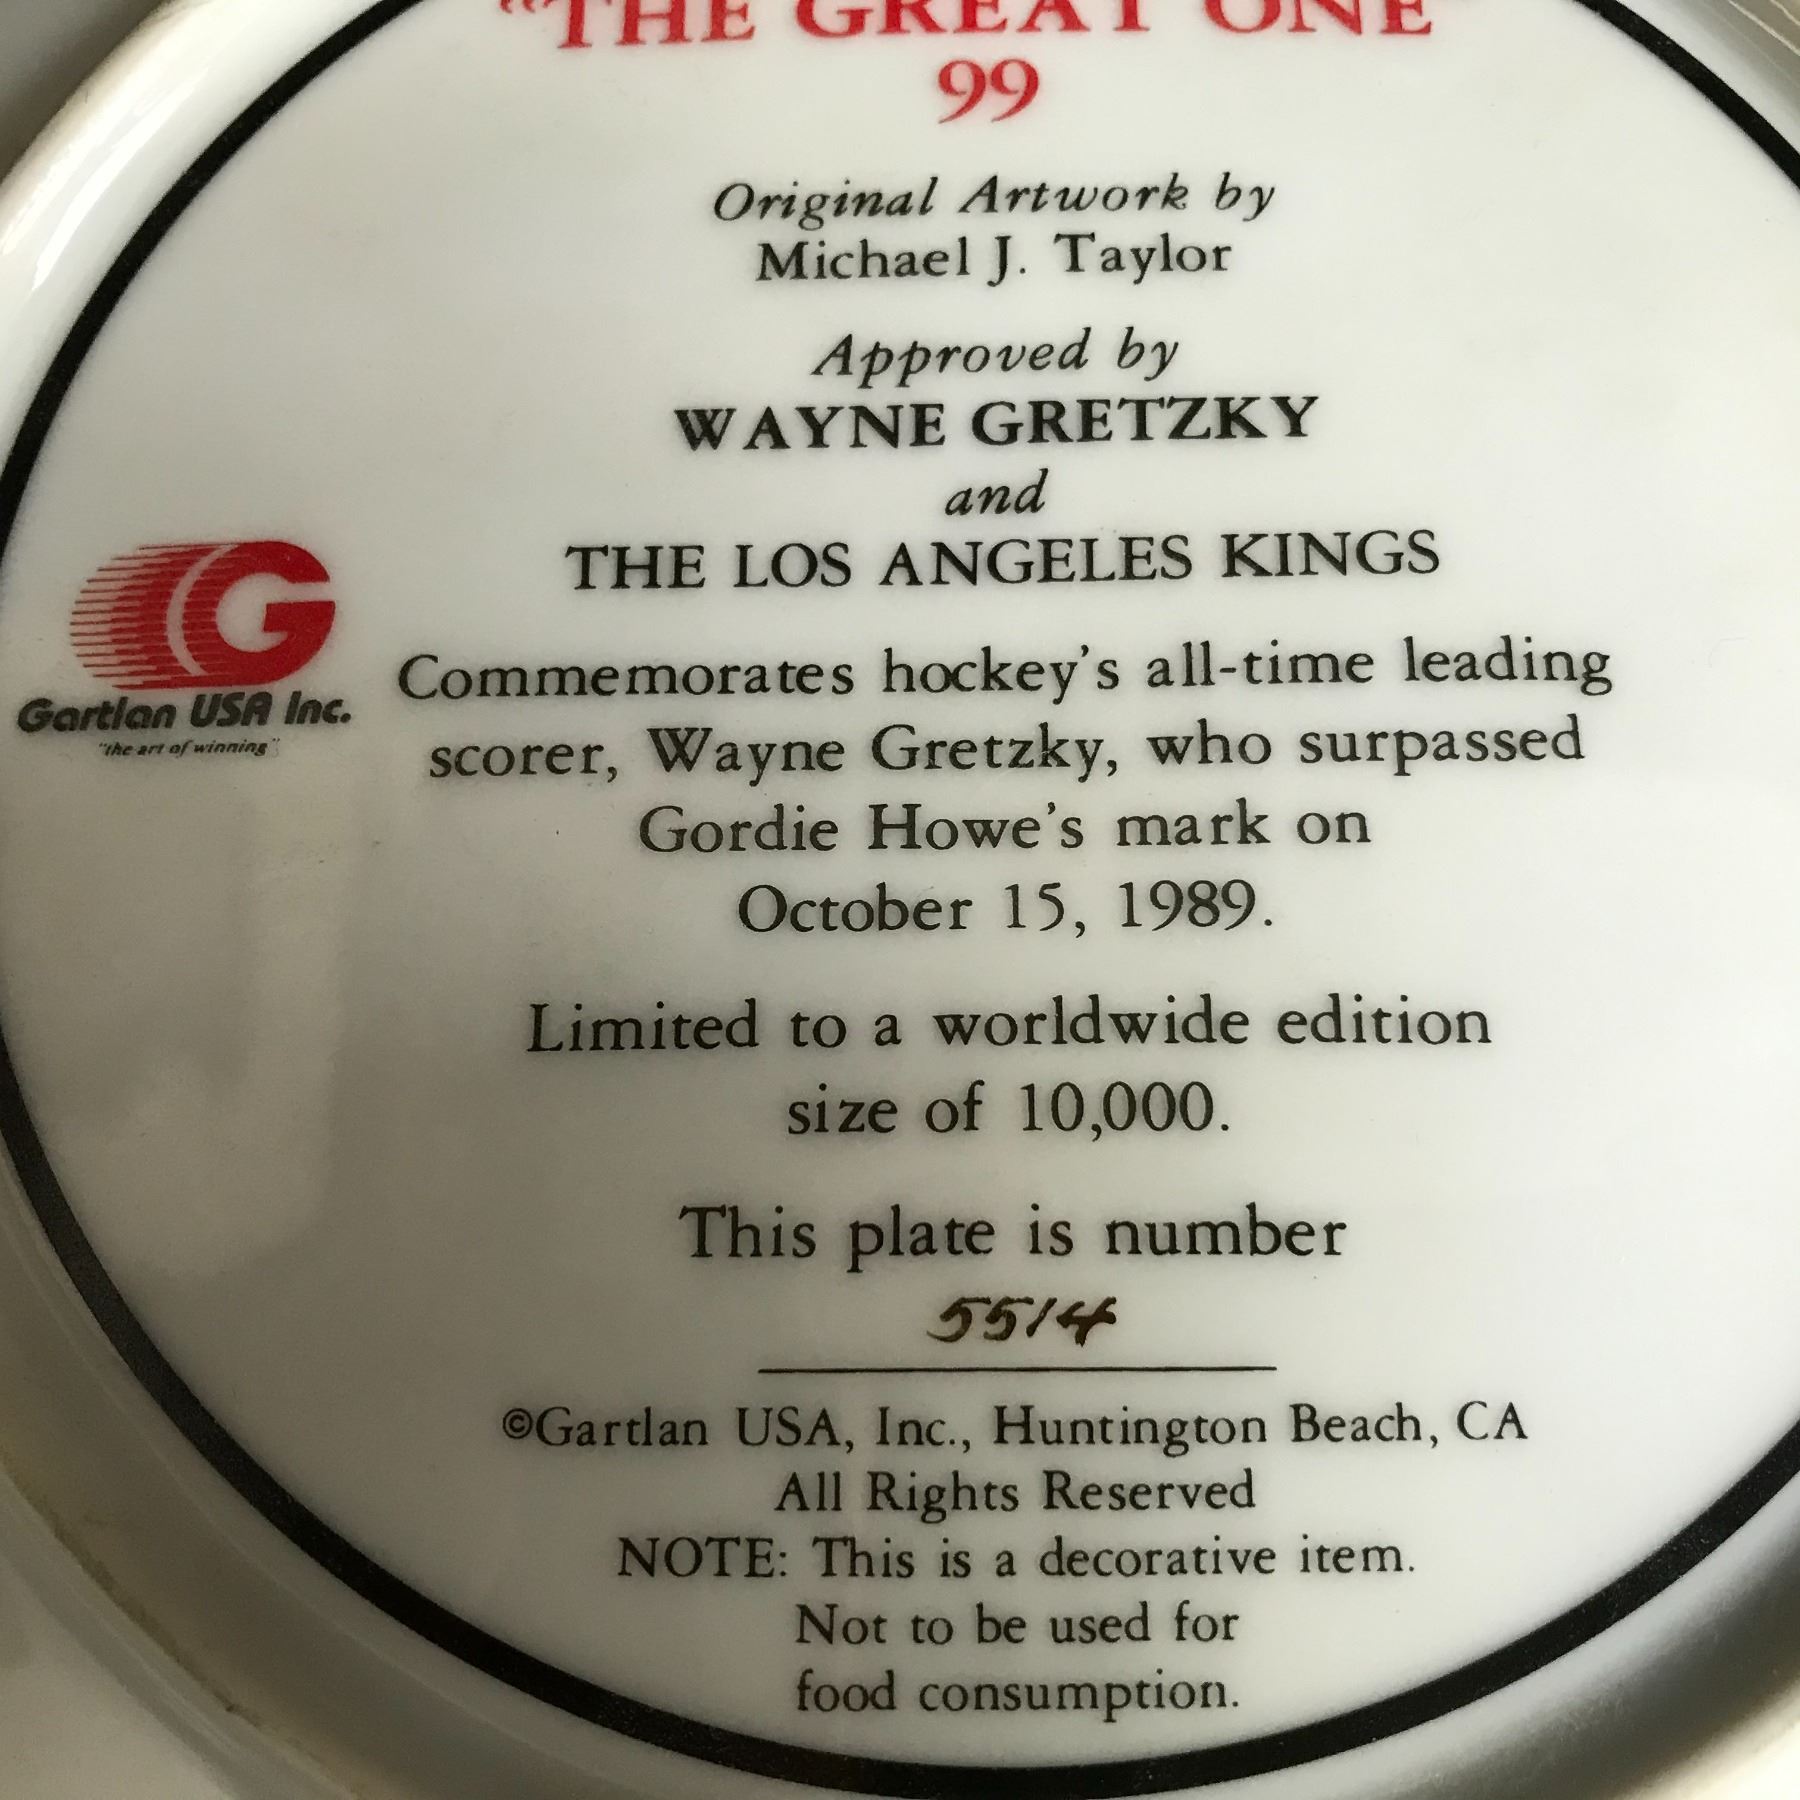 "THE GREAT ONE"
99
Original Artwork by
Michael J. Taylor
Approved by
WAYNE GRETZKY
and
THE LOS ANGELES KINGS
G
Gartlan USA Inc.
"the art of winning"
Commemorates hockey's all-time leading
scorer, Wayne Gretzky, who surpassed
Gordie Howe's mark on
October 15, 1989.
Limited to a worldwide edition
size of 10,000.
This plate is number
5514
©Gartlan USA, Inc., Huntington Beach, CA
All Rights Reserved
NOTE: This is a decorative item.
Not to be used for
food consumption.